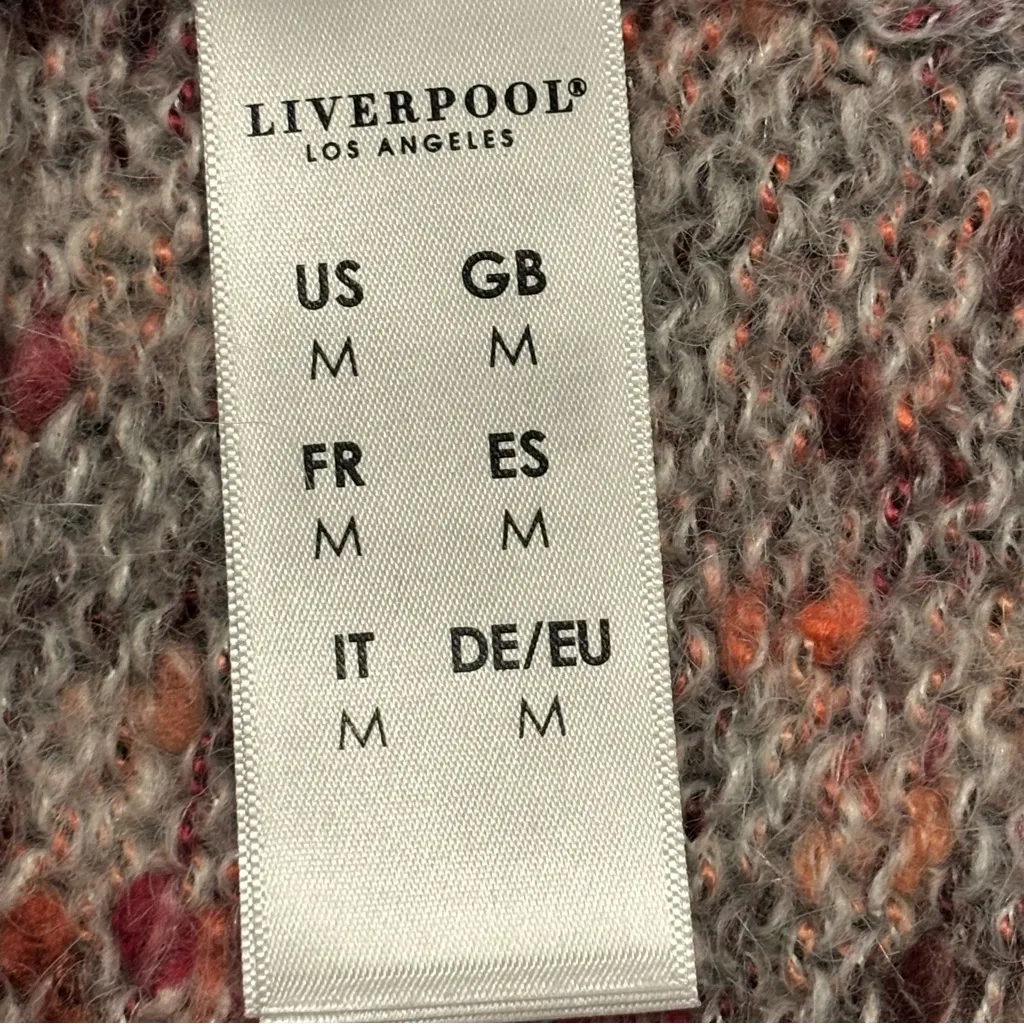 LIVERPOOL®
LOS ANGELES
US GB
M M
FR ES
M M
IT DE/EU
M M